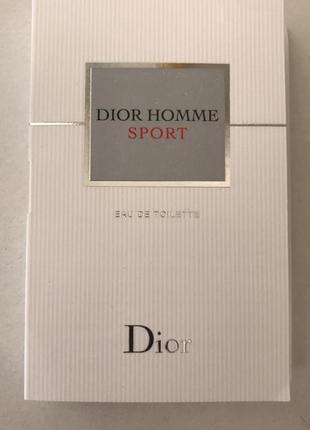 DIOR HOMME
SPORT
EAU DE TOILETTE
Dior